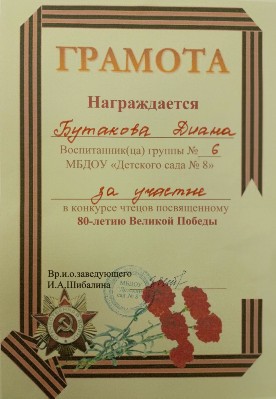 ГРАМОТА
Награждается
Бутакова Диана
Воспитанник(ца) группы № 6
МБДОУ «Детского сада № 8»
за участие
в конкурсе чтецов посвященному
80-летию Великой Победы
Вр.и.о.заведующего
И.А.Шибалина